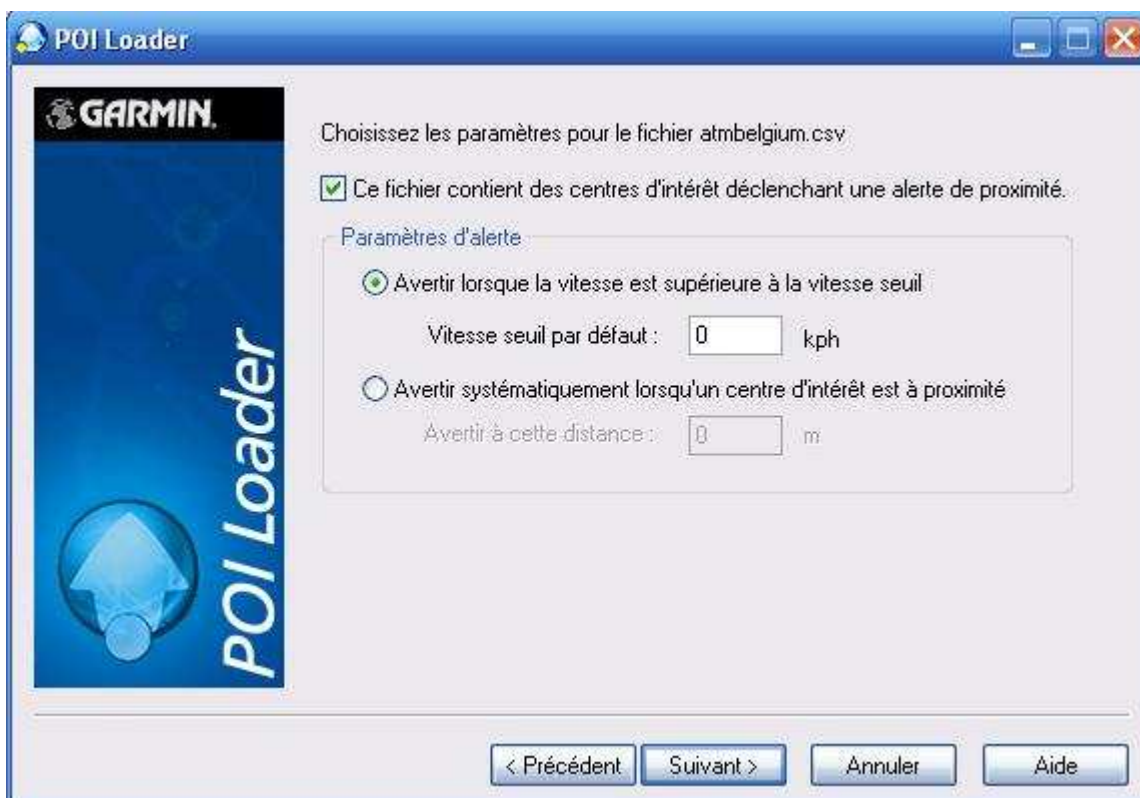 POI Loader
GARMIN.
POI Loader
Choisissez les paramètres pour le fichier atmbelgium.csv
Ce fichier contient des centres d'intérêt déclenchant une alerte de proximité.
Paramètres d'alerte
Avertir lorsque la vitesse est supérieure à la vitesse seuil
Vitesse seuil par défaut : 0 kph
Avertir systématiquement lorsqu'un centre d'intérêt est à proximité
Avertir à cette distance : 0 m
< Précédent Suivant > Annuler Aide